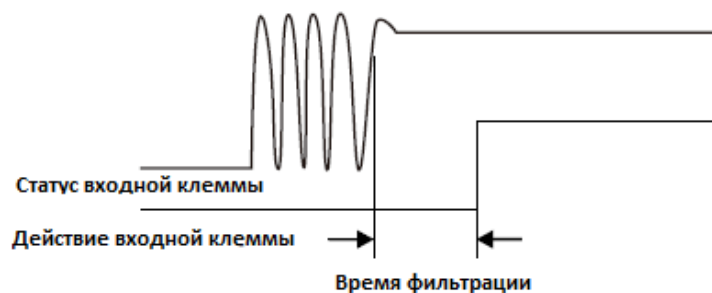 Статус входной клеммы
Действие входной клеммы
Время фильтрации